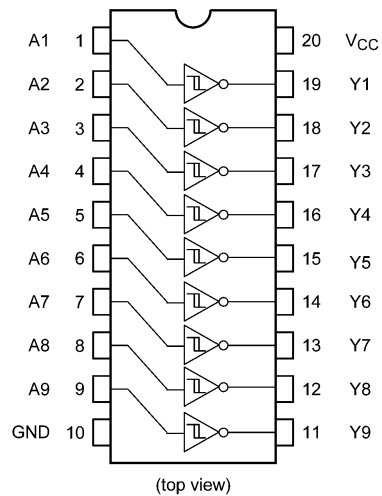 A1 1 20 VCC
A2 2 19 Y1
A3 3 18 Y2
A4 4 17 Y3
A5 5 16 Y4
A6 6 15 Y5
A7 7 14 Y6
A8 8 13 Y7
A9 9 12 Y8
GND 10 11 Y9
(top view)